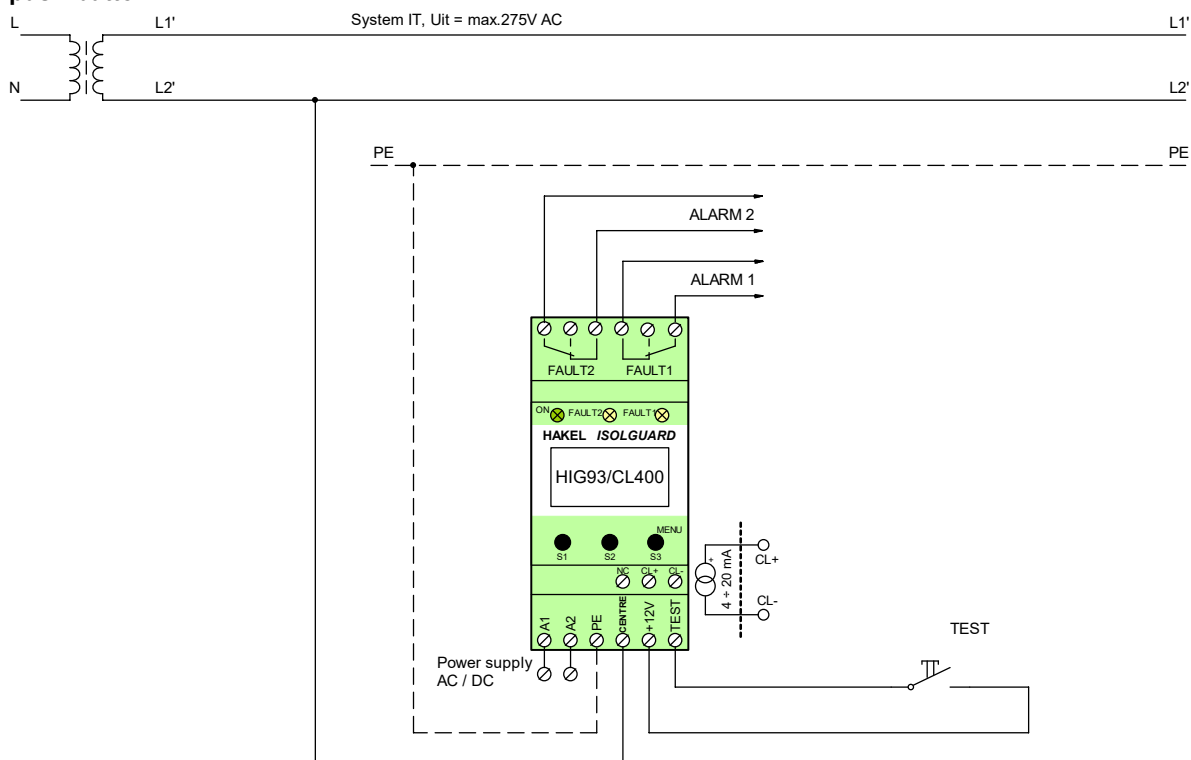 L L1' System IT, Uit = max.275V AC L1'
N L2' L2'
PE PE
ALARM 2
ALARM 1
FAULT2 FAULT1
ON FAULT2 FAULT1
HAKEL ISOLGUARD
HIG93/CL400
MENU
S1 S2 S3
NC CL+ CL-
A1 A2 PE CENTRE +12V TEST
+
4 ÷ 20 mA
CL+
CL-
TEST
Power supply
AC / DC